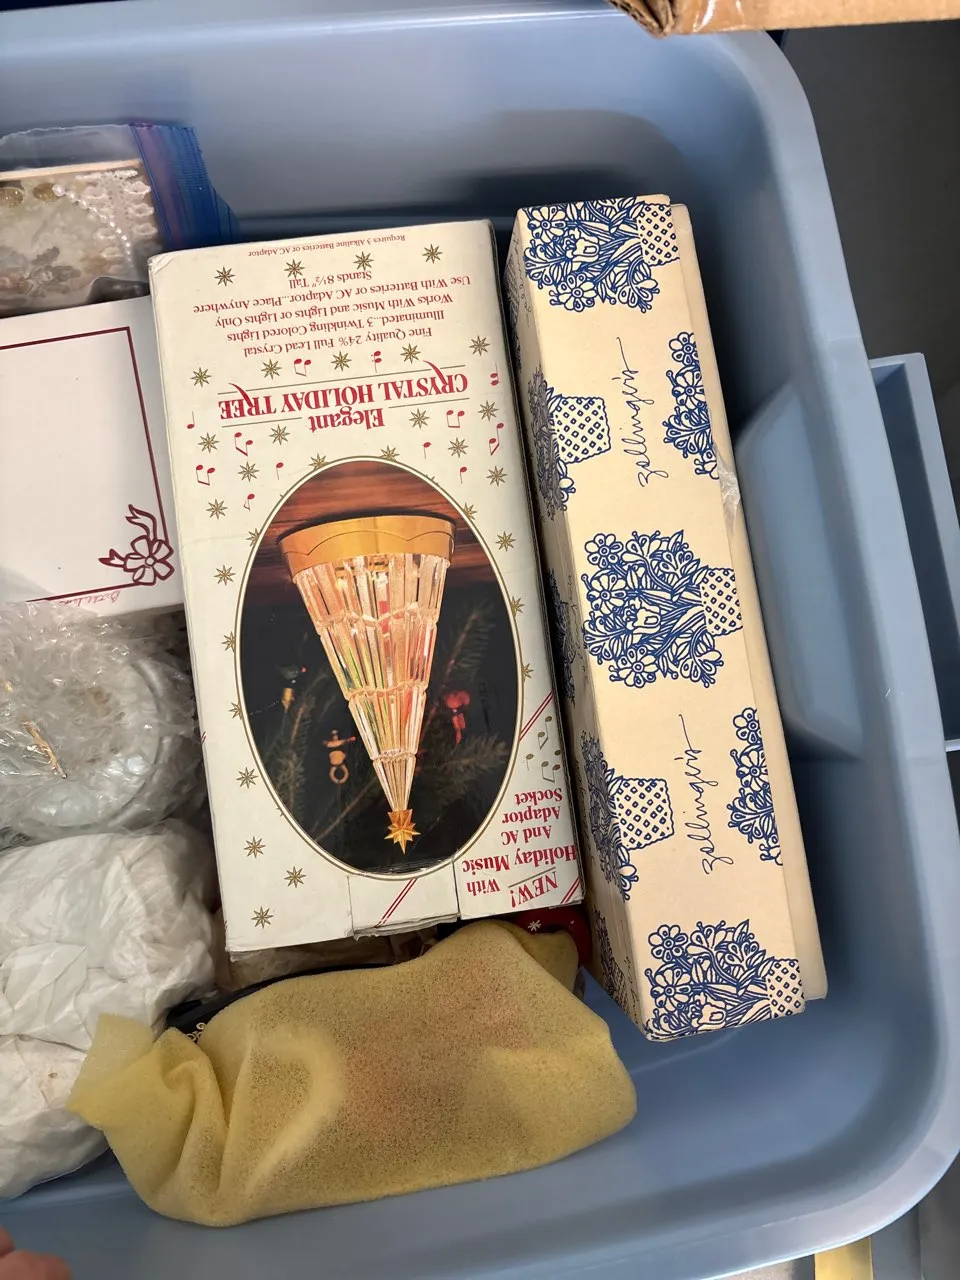 Elegant
CRYSTAL HOLIDAY TREE
Fine Quality 24% Full Lead Crystal
Illuminated...3 Twinkling Colored Lights
Works With Music and Lights or Lights Only
Use With Batteries or AC Adaptor...Place Anywhere
Stands 8½" Tall
Requires 3 Alkaline Batteries or AC Adaptor
NEW! With
Holiday Music
And AC
Adaptor
Socket
zollinger's
zollinger's